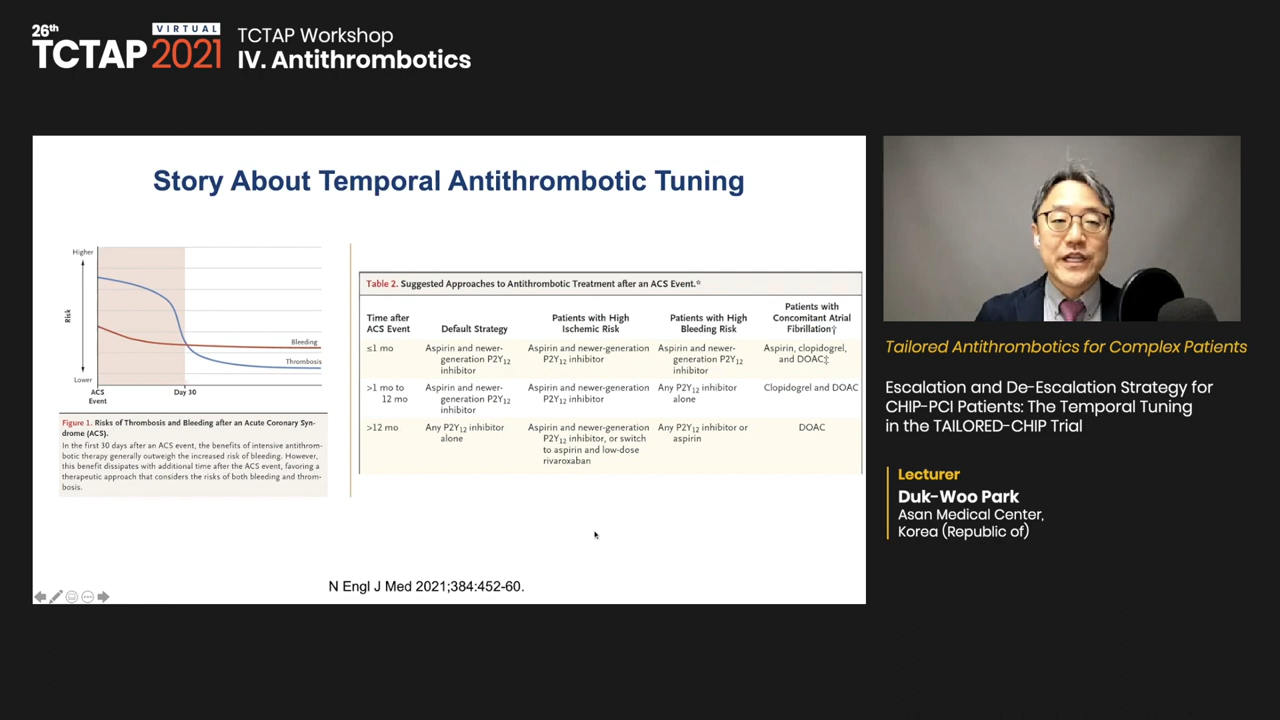 26th
VIRTUAL
TCTAP 2021
TCTAP Workshop
IV. Antithrombotics
Story About Temporal Antithrombotic Tuning
Higher
Risk
Lower
Bleeding
Thrombosis
ACS
Event
Day 30
Figure 1. Risks of Thrombosis and Bleeding after an Acute Coronary Syn-
drome (ACS).
In the first 30 days after an ACS event, the benefits of intensive antithrom-
botic therapy generally outweigh the increased risk of bleeding. However,
this benefit dissipates with additional time after the ACS event, favoring a
therapeutic approach that considers the risks of both bleeding and throm-
bosis.
Table 2. Suggested Approaches to Antithrombotic Treatment after an ACS Event.*
Time after
ACS Event
Default Strategy
Patients with High
Ischemic Risk
Patients with High
Bleeding Risk
Patients with
Concomitant Atrial
Fibrillation†
≤1 mo
Aspirin and newer-
generation P2Y12
inhibitor
Aspirin and newer-generation
P2Y12 inhibitor
Aspirin and newer-
generation P2Y12
inhibitor
Aspirin, clopidogrel,
and DOAC‡
>1 mo to
12 mo
Aspirin and newer-
generation P2Y12
inhibitor
Aspirin and newer-generation
P2Y12 inhibitor
Any P2Y12 inhibitor
alone
Clopidogrel and DOAC
>12 mo
Any P2Y12 inhibitor
alone
Aspirin and newer-generation
P2Y12 inhibitor, or switch
to aspirin and low-dose
rivaroxaban
Any P2Y12 inhibitor or
aspirin
DOAC
N Engl J Med 2021;384:452-60.
Tailored Antithrombotics for Complex Patients
Escalation and De-Escalation Strategy for
CHIP-PCI Patients: The Temporal Tuning
in the TAILORED-CHIP Trial
Lecturer
Duk-Woo Park
Asan Medical Center,
Korea (Republic of)